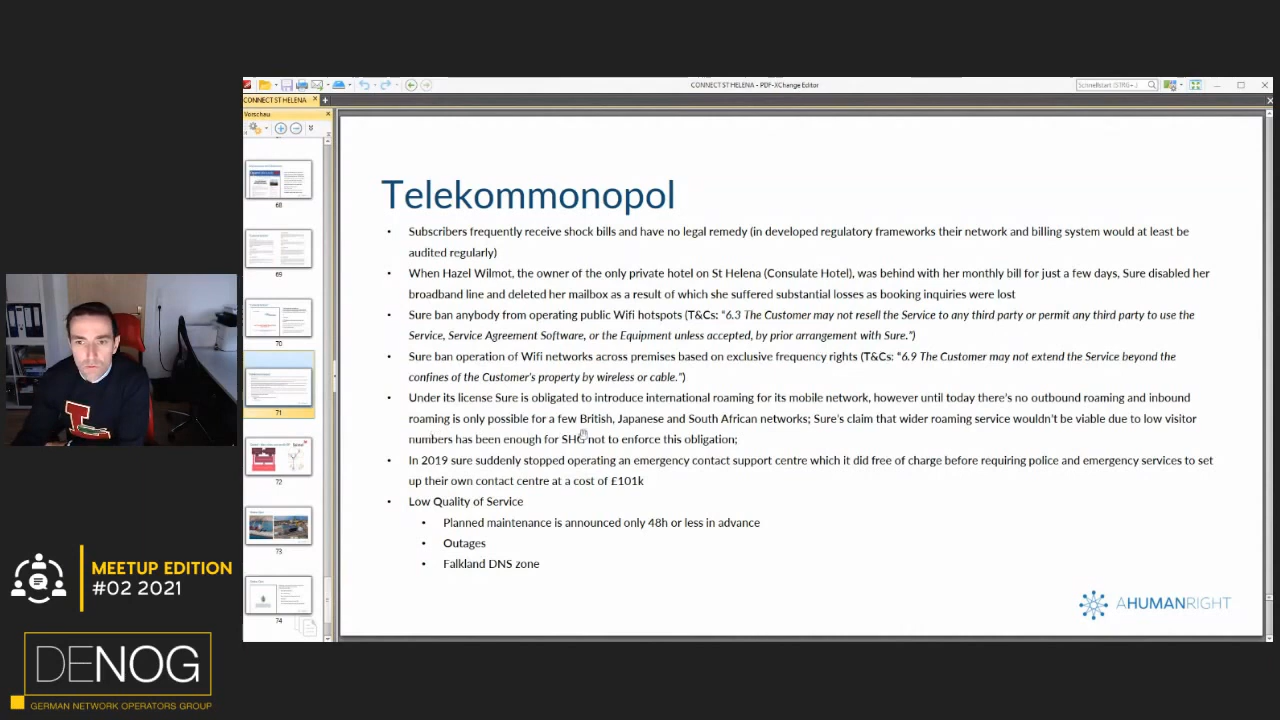 CONNECT ST HELENA - PDF-XChange Editor
Schnellstart (STRG+.)
CONNECT ST HELENA
Vorschau
68
69
70
71
72
73
74
Telekommonopol
• Subscribers frequently receive shock bills and have no legal remedy (in developed regulatory frameworks their network and billing system would at least be
audited regularly)
• When Hazel Wilmot, the owner of the only private hotel on St Helena (Consulate Hotel), was behind with her monthly bill for just a few days, Sure disabled her
broadband line and deleted her mailbox as a result of which she suffered substantial losses as booking inquiries were lost
• Sure ban anybody from operating public Wifi hotspots (T&Cs: "6.3 The Customer may not resell the Service to any third party or permit any third party to use the
Service, Service Agreement Software, or the Equipment unless accepted, by prior arrangement with Sure.")
• Sure ban operation of Wifi networks across premises based on exclusive frequency rights (T&Cs: "6.9 The Customer may not extend the Service beyond the
confines of the Customer's property by wireless or cable.")
• Under its license Sure is obligated to introduce international roaming for its mobile network, however until today there's no outbound roaming and inbound
roaming is only possible for a few British, Japanese and South African networks; Sure's claim that wider roaming service wouldn't be viable due to low visitor
numbers has been enough for SHG not to enforce this obligation;
• In 2019 sure suddenly stopped operating an emergency contact support centre which it did free of charge before requiring police and emergency services to set
up their own contact centre at a cost of £101k
• Low Quality of Service
• Planned maintenance is announced only 48h or less in advance
• Outages
• Falkland DNS zone
AHUMANRIGHT
MEETUP EDITION
#02 2021
DENOG
GERMAN NETWORK OPERATORS GROUP